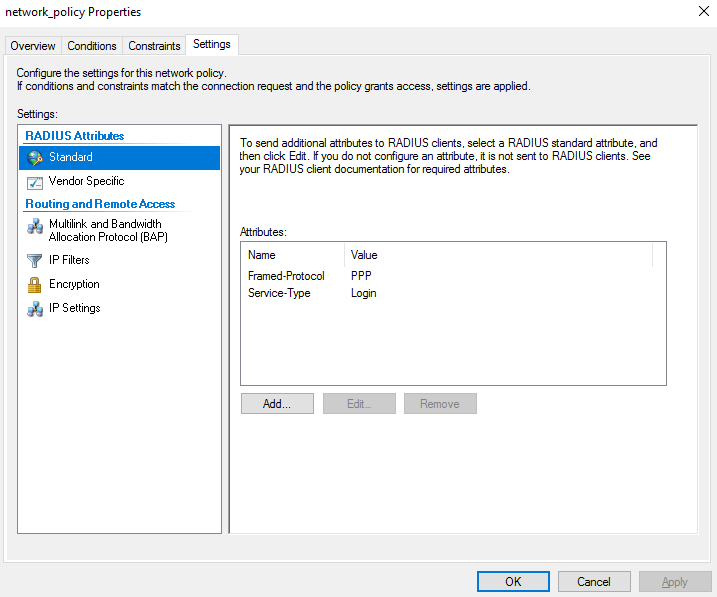 network_policy Properties
Overview Conditions Constraints Settings
Configure the settings for this network policy.
If conditions and constraints match the connection request and the policy grants access, settings are applied.
Settings:
RADIUS Attributes
Standard
Vendor Specific
Routing and Remote Access
Multilink and Bandwidth
Allocation Protocol (BAP)
IP Filters
Encryption
IP Settings
To send additional attributes to RADIUS clients, select a RADIUS standard attribute, and
then click Edit. If you do not configure an attribute, it is not sent to RADIUS clients. See
your RADIUS client documentation for required attributes.
Attributes:
Name Value
Framed-Protocol PPP
Service-Type Login
Add... Edit... Remove
OK Cancel Apply